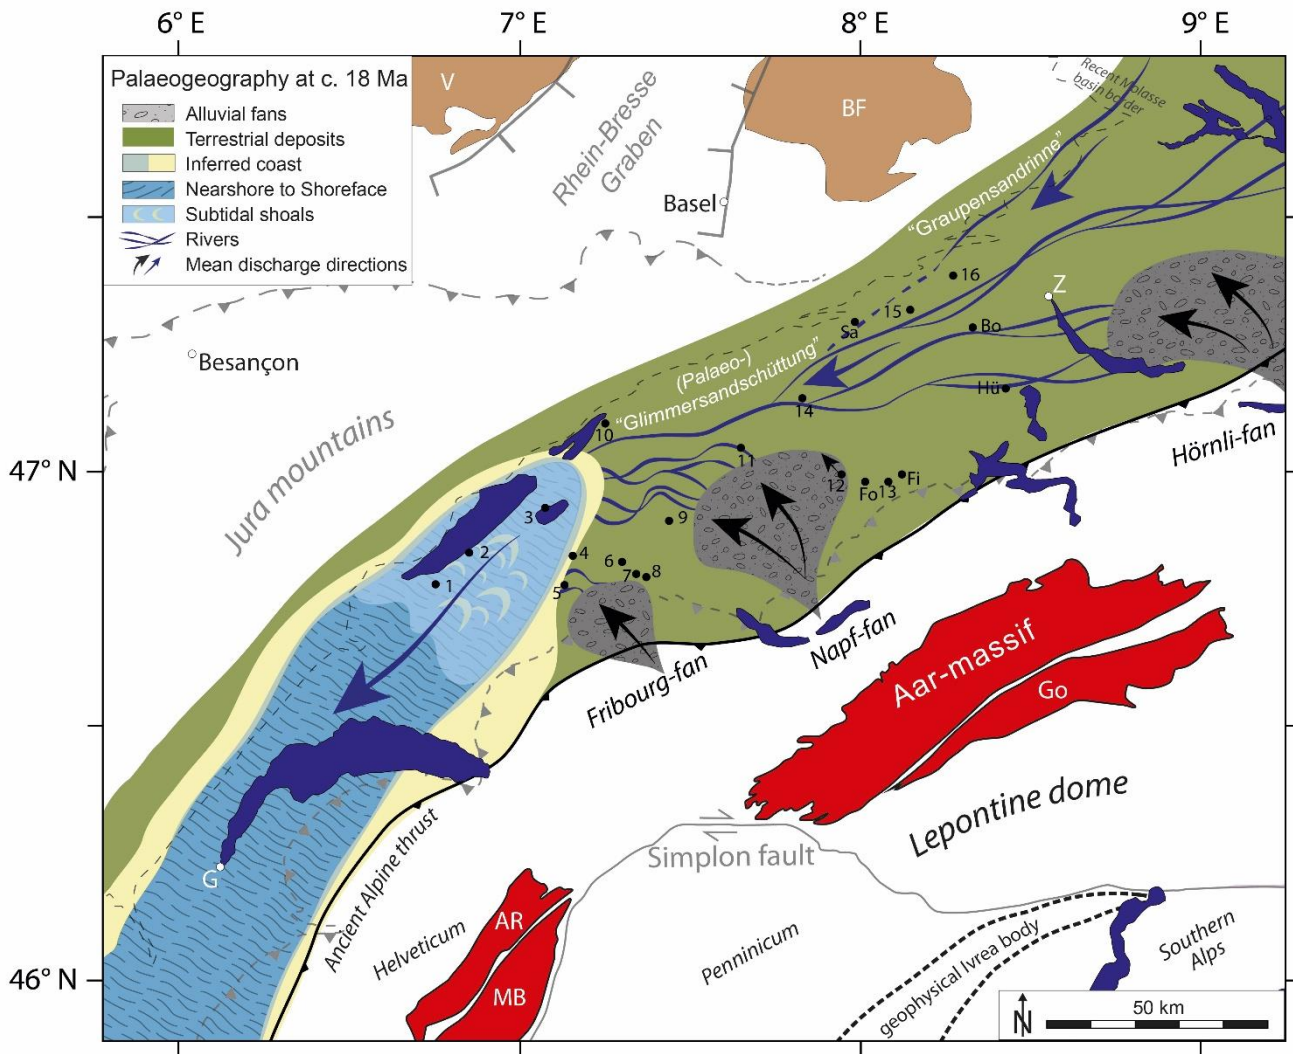 6° E
7° E
8° E
9° E
Palaeogeography at c. 18 Ma
Alluvial fans
Terrestrial deposits
Inferred coast
Nearshore to Shoreface
Subtidal shoals
Rivers
Mean discharge directions
V
Rhein-Bresse
Graben
BF
Recent Molasse
basin border
Basel
"Graupensandrinne"
16
Z
15
Sa
Bo
Besançon
(Palaeo-)
"Glimmersandschüttung"
Hü
14
Jura mountains
10
Hörnli-fan
47° N
11
12
Fo
13
Fi
3
9
2
4
6
1
5
7
8
Napf-fan
Aar-massif
Fribourg-fan
Go
Lepontine dome
Simplon fault
G
Ancient Alpine thrust
Helveticum
AR
Penninicum
geophysical Ivrea body
Southern
Alps
46° N
MB
N
50 km